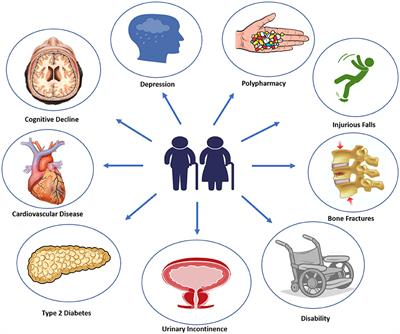 Depression
Polypharmacy
Cognitive Decline
Injurious Falls
Cardiovascular Disease
Bone Fractures
Type 2 Diabetes
Urinary Incontinence
Disability